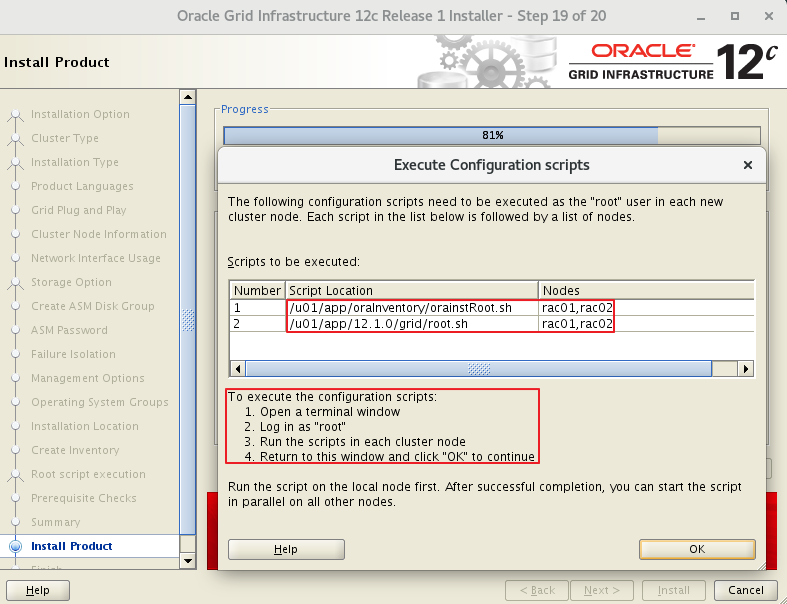 Oracle Grid Infrastructure 12c Release 1 Installer - Step 19 of 20
Install Product
ORACLE
GRID INFRASTRUCTURE
12c
Installation Option
Cluster Type
Installation Type
Product Languages
Grid Plug and Play
Cluster Node Information
Network Interface Usage
Storage Option
Create ASM Disk Group
ASM Password
Failure Isolation
Management Options
Operating System Groups
Installation Location
Create Inventory
Root script execution
Prerequisite Checks
Summary
Install Product
Finish
Progress
81%
Execute Configuration scripts
The following configuration scripts need to be executed as the "root" user in each new
cluster node. Each script in the list below is followed by a list of nodes.
Scripts to be executed:
Number Script Location Nodes
1 /u01/app/oraInventory/orainstRoot.sh rac01,rac02
2 /u01/app/12.1.0/grid/root.sh rac01,rac02
To execute the configuration scripts:
1. Open a terminal window
2. Log in as "root"
3. Run the scripts in each cluster node
4. Return to this window and click "OK" to continue
Run the script on the local node first. After successful completion, you can start the script
in parallel on all other nodes.
Help OK
Help < Back Next > Install Cancel